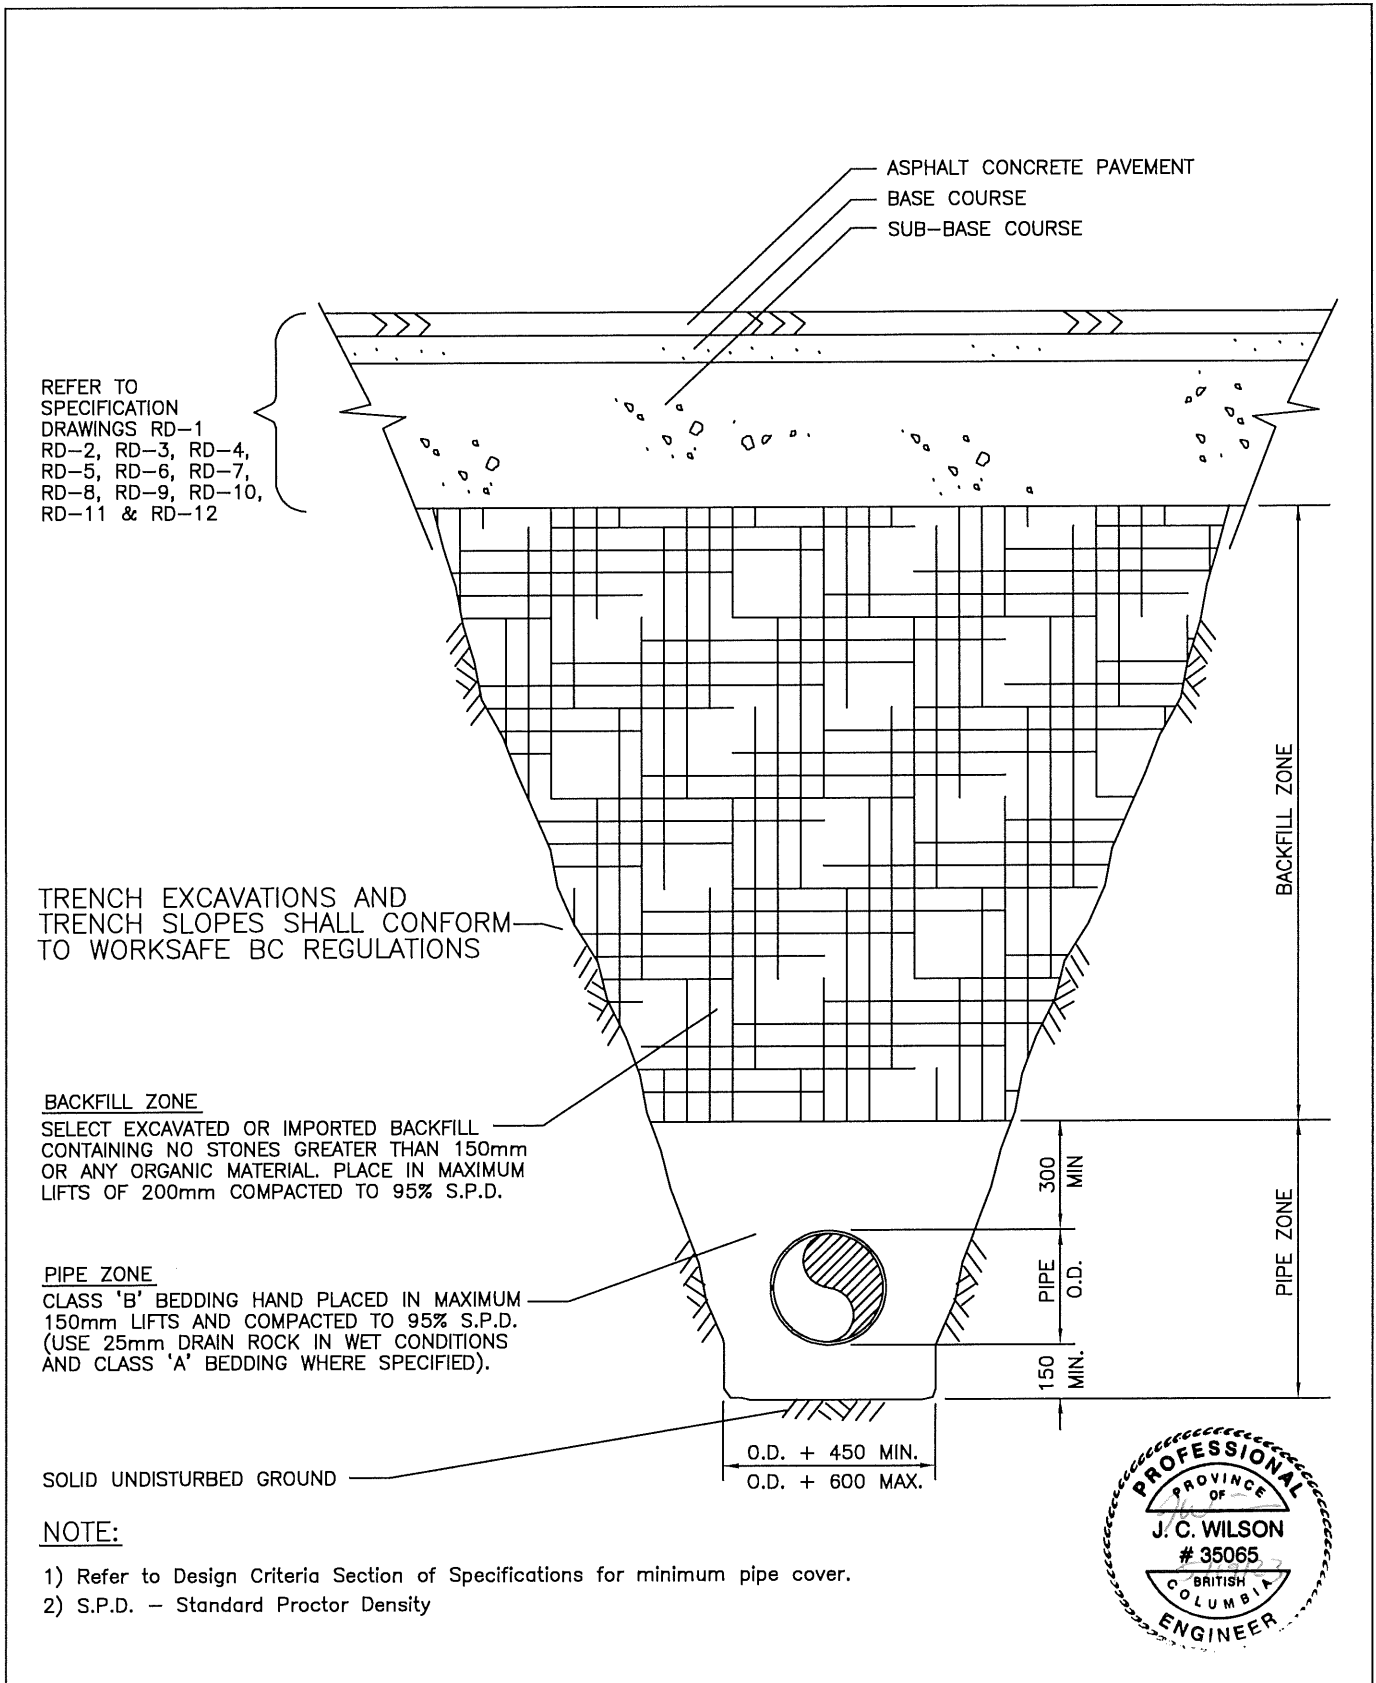 ASPHALT CONCRETE PAVEMENT
BASE COURSE
SUB-BASE COURSE
REFER TO
SPECIFICATION
DRAWINGS RD-1
RD-2, RD-3, RD-4,
RD-5, RD-6, RD-7,
RD-8, RD-9, RD-10,
RD-11 & RD-12
BACKFILL ZONE
TRENCH EXCAVATIONS AND
TRENCH SLOPES SHALL CONFORM
TO WORKSAFE BC REGULATIONS
BACKFILL ZONE
SELECT EXCAVATED OR IMPORTED BACKFILL
CONTAINING NO STONES GREATER THAN 150mm
OR ANY ORGANIC MATERIAL. PLACE IN MAXIMUM
LIFTS OF 200mm COMPACTED TO 95% S.P.D.
300
MIN
PIPE ZONE
PIPE ZONE
CLASS 'B' BEDDING HAND PLACED IN MAXIMUM
150mm LIFTS AND COMPACTED TO 95% S.P.D.
(USE 25mm DRAIN ROCK IN WET CONDITIONS
AND CLASS 'A' BEDDING WHERE SPECIFIED).
PIPE
O.D.
150
MIN.
O.D. + 450 MIN.
O.D. + 600 MAX.
SOLID UNDISTURBED GROUND
NOTE:
1) Refer to Design Criteria Section of Specifications for minimum pipe cover.
2) S.P.D. - Standard Proctor Density
PROFESSIONAL
PROVINCE
OF
J. C. WILSON
# 35065
BRITISH
COLUMBIA
ENGINEER